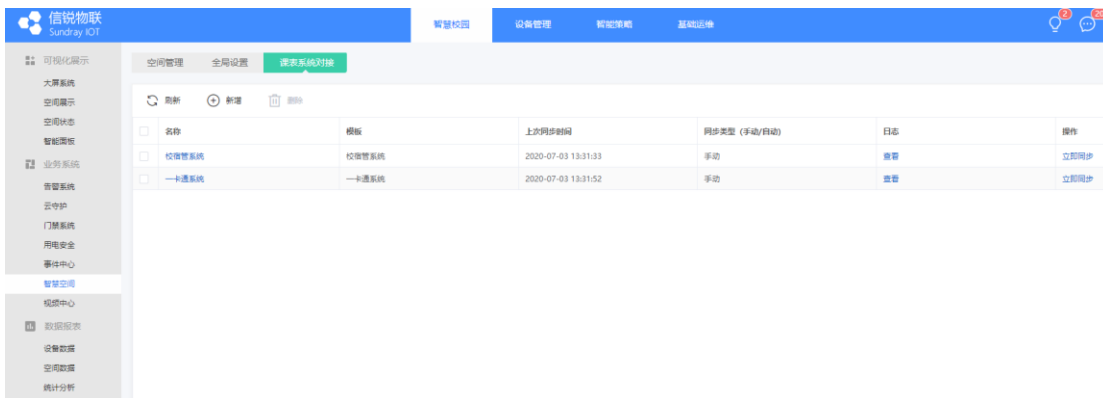 信锐物联
Sundray IOT
智慧校园 设备管理 智能策略 基础运维
2
20
可视化展示
大屏系统
空间展示
空间状态
智能面板
业务系统
告警系统
云守护
门禁系统
用电安全
事件中心
智慧空间
视频中心
数据报表
设备数据
空间数据
统计分析
空间管理 全局设置 课表系统对接
刷新 新增 删除
名称 模板 上次同步时间 同步类型 (手动/自动) 日志 操作
校宿管系统 校宿管系统 2020-07-03 13:31:33 手动 查看 立即同步
一卡通系统 一卡通系统 2020-07-03 13:31:52 手动 查看 立即同步